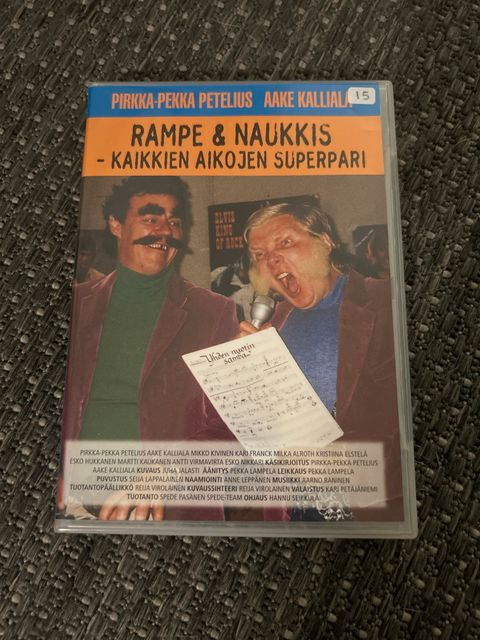 PIRKKA-PEKKA PETELIUS AAKE KALLIALA
15
RAMPE & NAUKKIS
- KAIKKIEN AIKOJEN SUPERPARI
ELVIS
KING
OF ROCK
Yhden nuotin
samba
PIRKKA-PEKKA PETELIUS AAKE KALLIALA MIKKO KIVINEN KARI FRANCK MILKA ALROTH KRISTIINA ELSTELÄ
ESKO HUKKANEN MARTTI KAUKANEN ANTTI VIRMAVIRTA ESKO NIKKARI KÄSIKIRJOITUS PIRKKA-PEKKA PETELIUS
AAKE KALLIALA KUVAUS JUHA JALASTI ÄÄNITYS PEKKA LAMPELA LEIKKAUS PEKKA LAMPELA
PUVUSTUS SEIJA LAPPALAINEN NAAMIOINTI ANNE LEPPÄNEN MUSIIKKI AARNO RANINEN
TUOTANTOPÄÄLLIKKÖ REIJA VIROLAINEN KUVAUSSIHTEERI REIJA VIROLAINEN VALAISTUS KARI PETÄJÄNIEMI
TUOTANTO SPEDE PASANEN SPEDE-TEAM OHJAUS HANNU SEIKKULA